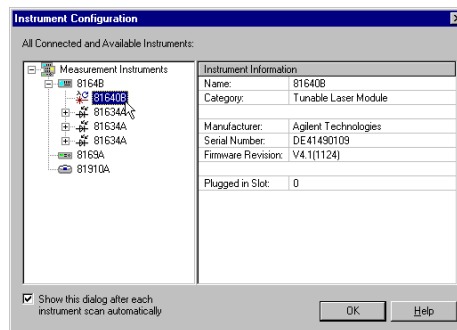 Instrument Configuration
All Connected and Available Instruments:
Measurement Instruments
8164B
81640B
81634A
81634A
81634A
8169A
81910A
Instrument Information
Name: 81640B
Category: Tunable Laser Module
Manufacturer: Agilent Technologies
Serial Number: DE41490109
Firmware Revision: V4.1(1124)
Plugged in Slot: 0
Show this dialog after each
instrument scan automatically
OK
Help